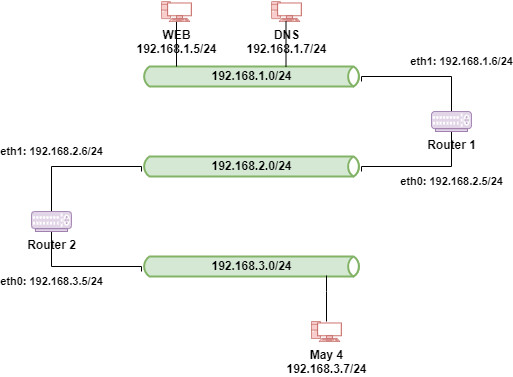 WEB
192.168.1.5/24
DNS
192.168.1.7/24
192.168.1.0/24
eth1: 192.168.1.6/24
Router 1
eth0: 192.168.2.5/24
192.168.2.0/24
eth1: 192.168.2.6/24
Router 2
eth0: 192.168.3.5/24
192.168.3.0/24
May 4
192.168.3.7/24